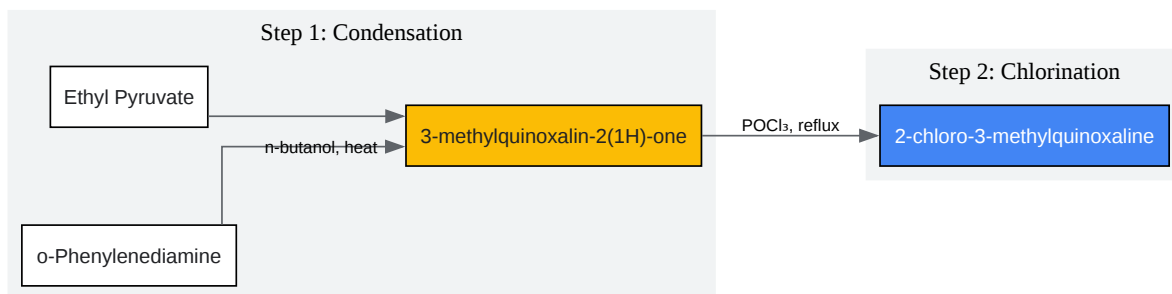 Step 1: Condensation
Ethyl Pyruvate
n-butanol, heat
o-Phenylenediamine
3-methylquinoxalin-2(1H)-one
POCl₃, reflux
Step 2: Chlorination
2-chloro-3-methylquinoxaline